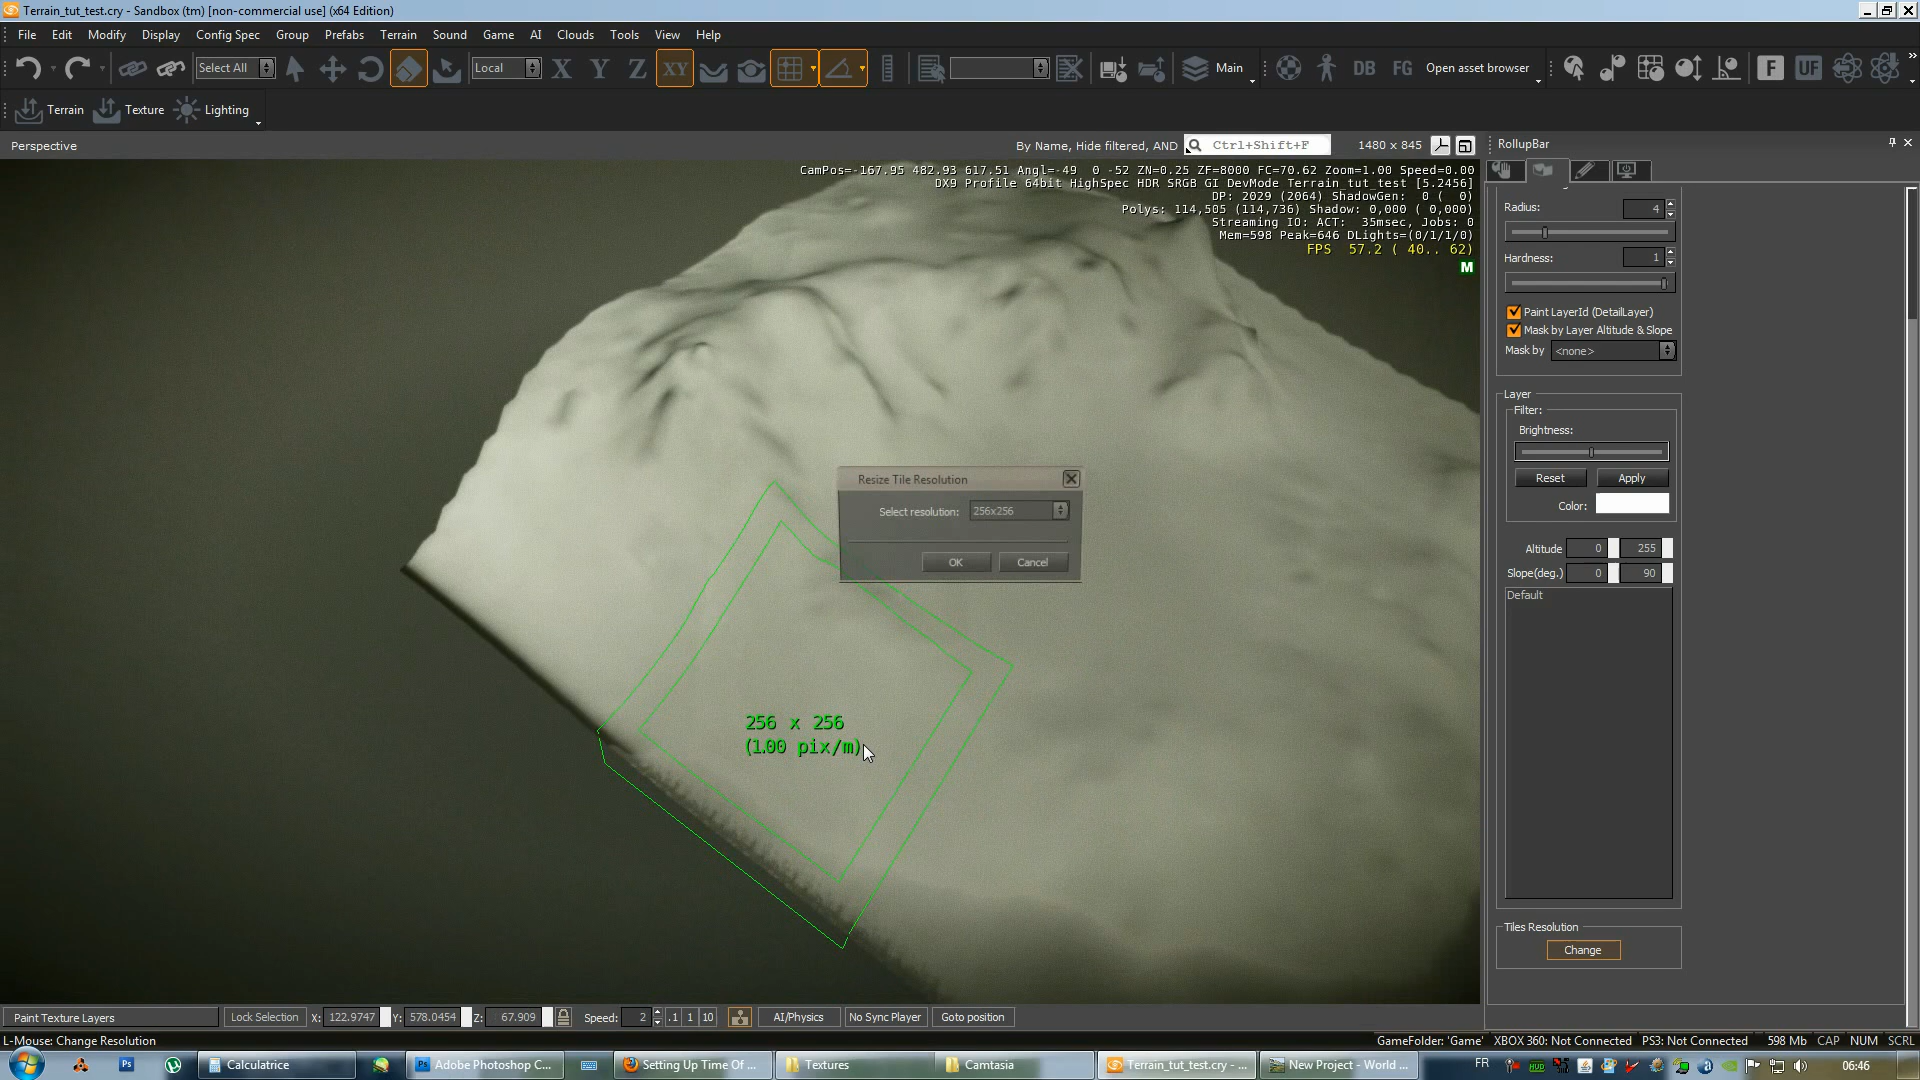 Terrain_tut_test.cry - Sandbox (tm) [non-commercial use] (x64 Edition)
File Edit Modify Display Config Spec Group Prefabs Terrain Sound Game AI Clouds Tools View Help
Select All Local X Y Z XY Main DB FG Open asset browser F UF
Terrain Texture Lighting
Perspective By Name, Hide filtered, AND Ctrl+Shift+F 1480 x 845
RollupBar
CamPos=-167.95 482.93 617.51 Angl=-49 0 -52 ZN=0.25 ZF=8000 FC=70.62 Zoom=1.00 Speed=0.00
DX9 Profile 64bit HighSpec HDR SRGB GI DevMode Terrain_tut_test [5.2456]
DP: 2029 (2064) ShadowGen: 0 ( 0)
Polys: 114,505 (114,736) Shadow: 0,000 ( 0,000)
Streaming IO: ACT: 35msec, Jobs: 0
Mem=598 Peak=646 DLights=(0/1/1/0)
FPS 57.2 ( 40.. 62)
M
Radius: 4
Hardness: 1
Paint LayerId (DetailLayer)
Mask by Layer Altitude & Slope
Mask by <none>
Layer
Filter:
Brightness:
Reset Apply
Color:
Altitude 0 255
Slope(deg.) 0 90
Default
Tiles Resolution
Change
Resize Tile Resolution
Select resolution: 256x256
OK Cancel
256 x 256
(1.00 pix/m)
Paint Texture Layers Lock Selection X: 122.9747 Y: 578.0454 Z: 67.909 Speed: 2 .1 1 10 AI/Physics No Sync Player Goto position
L-Mouse: Change Resolution GameFolder: 'Game' XBOX 360: Not Connected PS3: Not Connected 598 Mb CAP NUM SCRL
Ps Calculatrice Ps Adobe Photoshop C... Setting Up Time Of ... Textures Camtasia Terrain_tut_test.cry - ... New Project - World ... FR 06:46